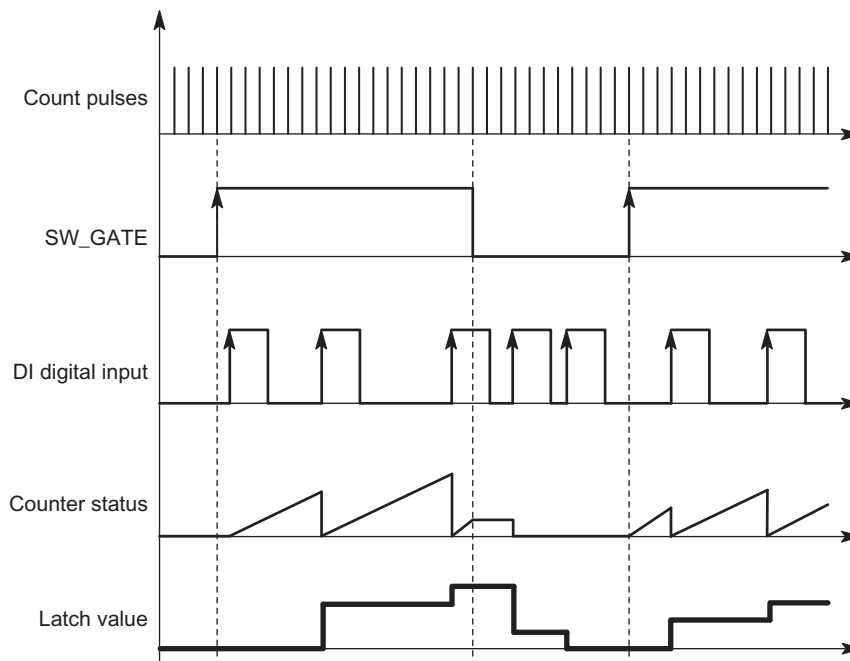 Count pulses
SW_GATE
DI digital input
Counter status
Latch value